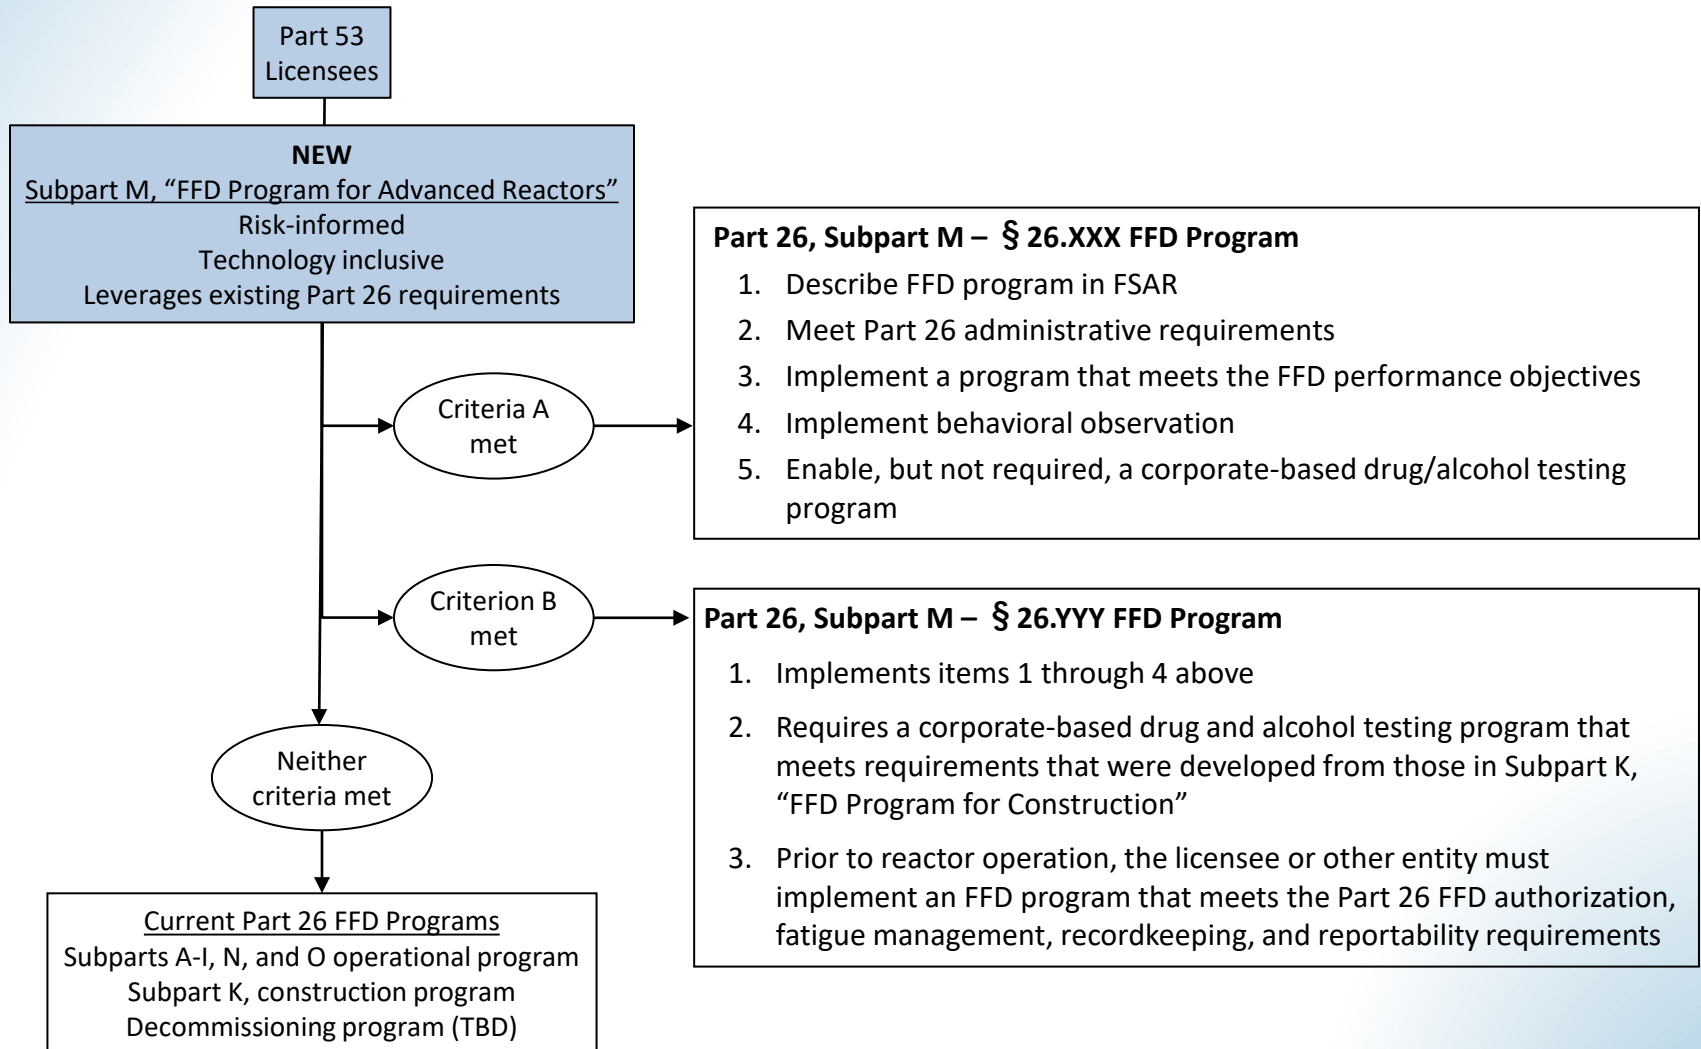 Part 53
Licensees
NEW
Subpart M, “FFD Program for Advanced Reactors”
Risk-informed
Technology inclusive
Leverages existing Part 26 requirements
Criteria A
met
Part 26, Subpart M – § 26.XXX FFD Program
1. Describe FFD program in FSAR
2. Meet Part 26 administrative requirements
3. Implement a program that meets the FFD performance objectives
4. Implement behavioral observation
5. Enable, but not required, a corporate-based drug/alcohol testing
program
Criterion B
met
Part 26, Subpart M – § 26.YYY FFD Program
1. Implements items 1 through 4 above
2. Requires a corporate-based drug and alcohol testing program that
meets requirements that were developed from those in Subpart K,
“FFD Program for Construction”
3. Prior to reactor operation, the licensee or other entity must
implement an FFD program that meets the Part 26 FFD authorization,
fatigue management, recordkeeping, and reportability requirements
Neither
criteria met
Current Part 26 FFD Programs
Subparts A-I, N, and O operational program
Subpart K, construction program
Decommissioning program (TBD)